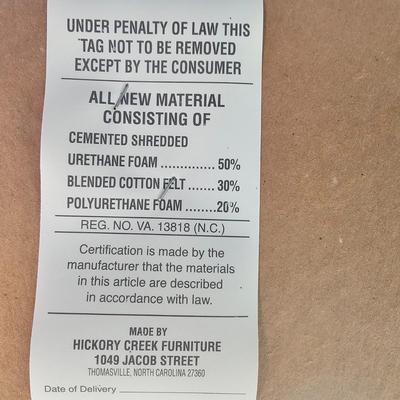 UNDER PENALTY OF LAW THIS
TAG NOT TO BE REMOVED
EXCEPT BY THE CONSUMER
ALL NEW MATERIAL
CONSISTING OF
CEMENTED SHREDDED
URETHANE FOAM ............. 50%
BLENDED COTTON FELT ....... 30%
POLYURETHANE FOAM ........20%
REG. NO. VA. 13818 (N.C.)
Certification is made by the
manufacturer that the materials
in this article are described
in accordance with law.
MADE BY
HICKORY CREEK FURNITURE
1049 JACOB STREET
THOMASVILLE, NORTH CAROLINA 27360
Date of Delivery